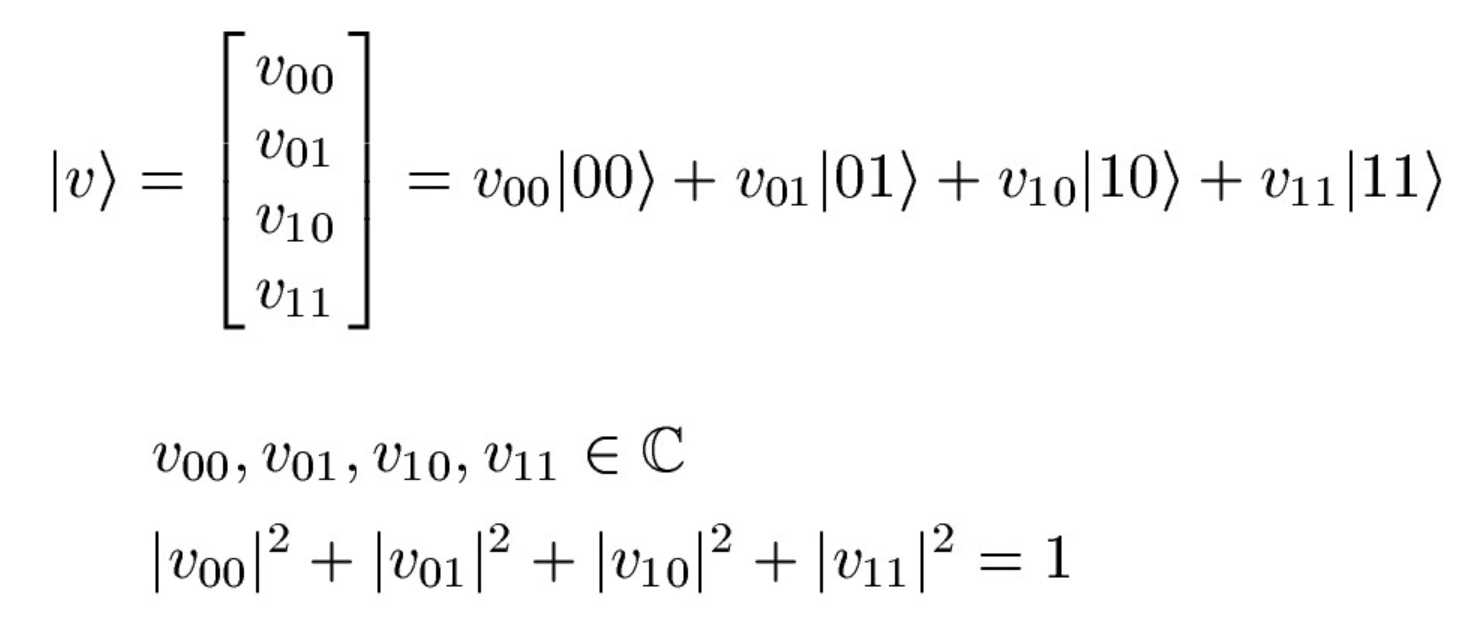 |v⟩ = [ v₀₀ v₀₁ v₁₀ v₁₁ ] = v₀₀|00⟩ + v₀₁|01⟩ + v₁₀|10⟩ + v₁₁|11⟩
v₀₀, v₀₁, v₁₀, v₁₁ ∈ ℂ
|v₀₀|² + |v₀₁|² + |v₁₀|² + |v₁₁|² = 1